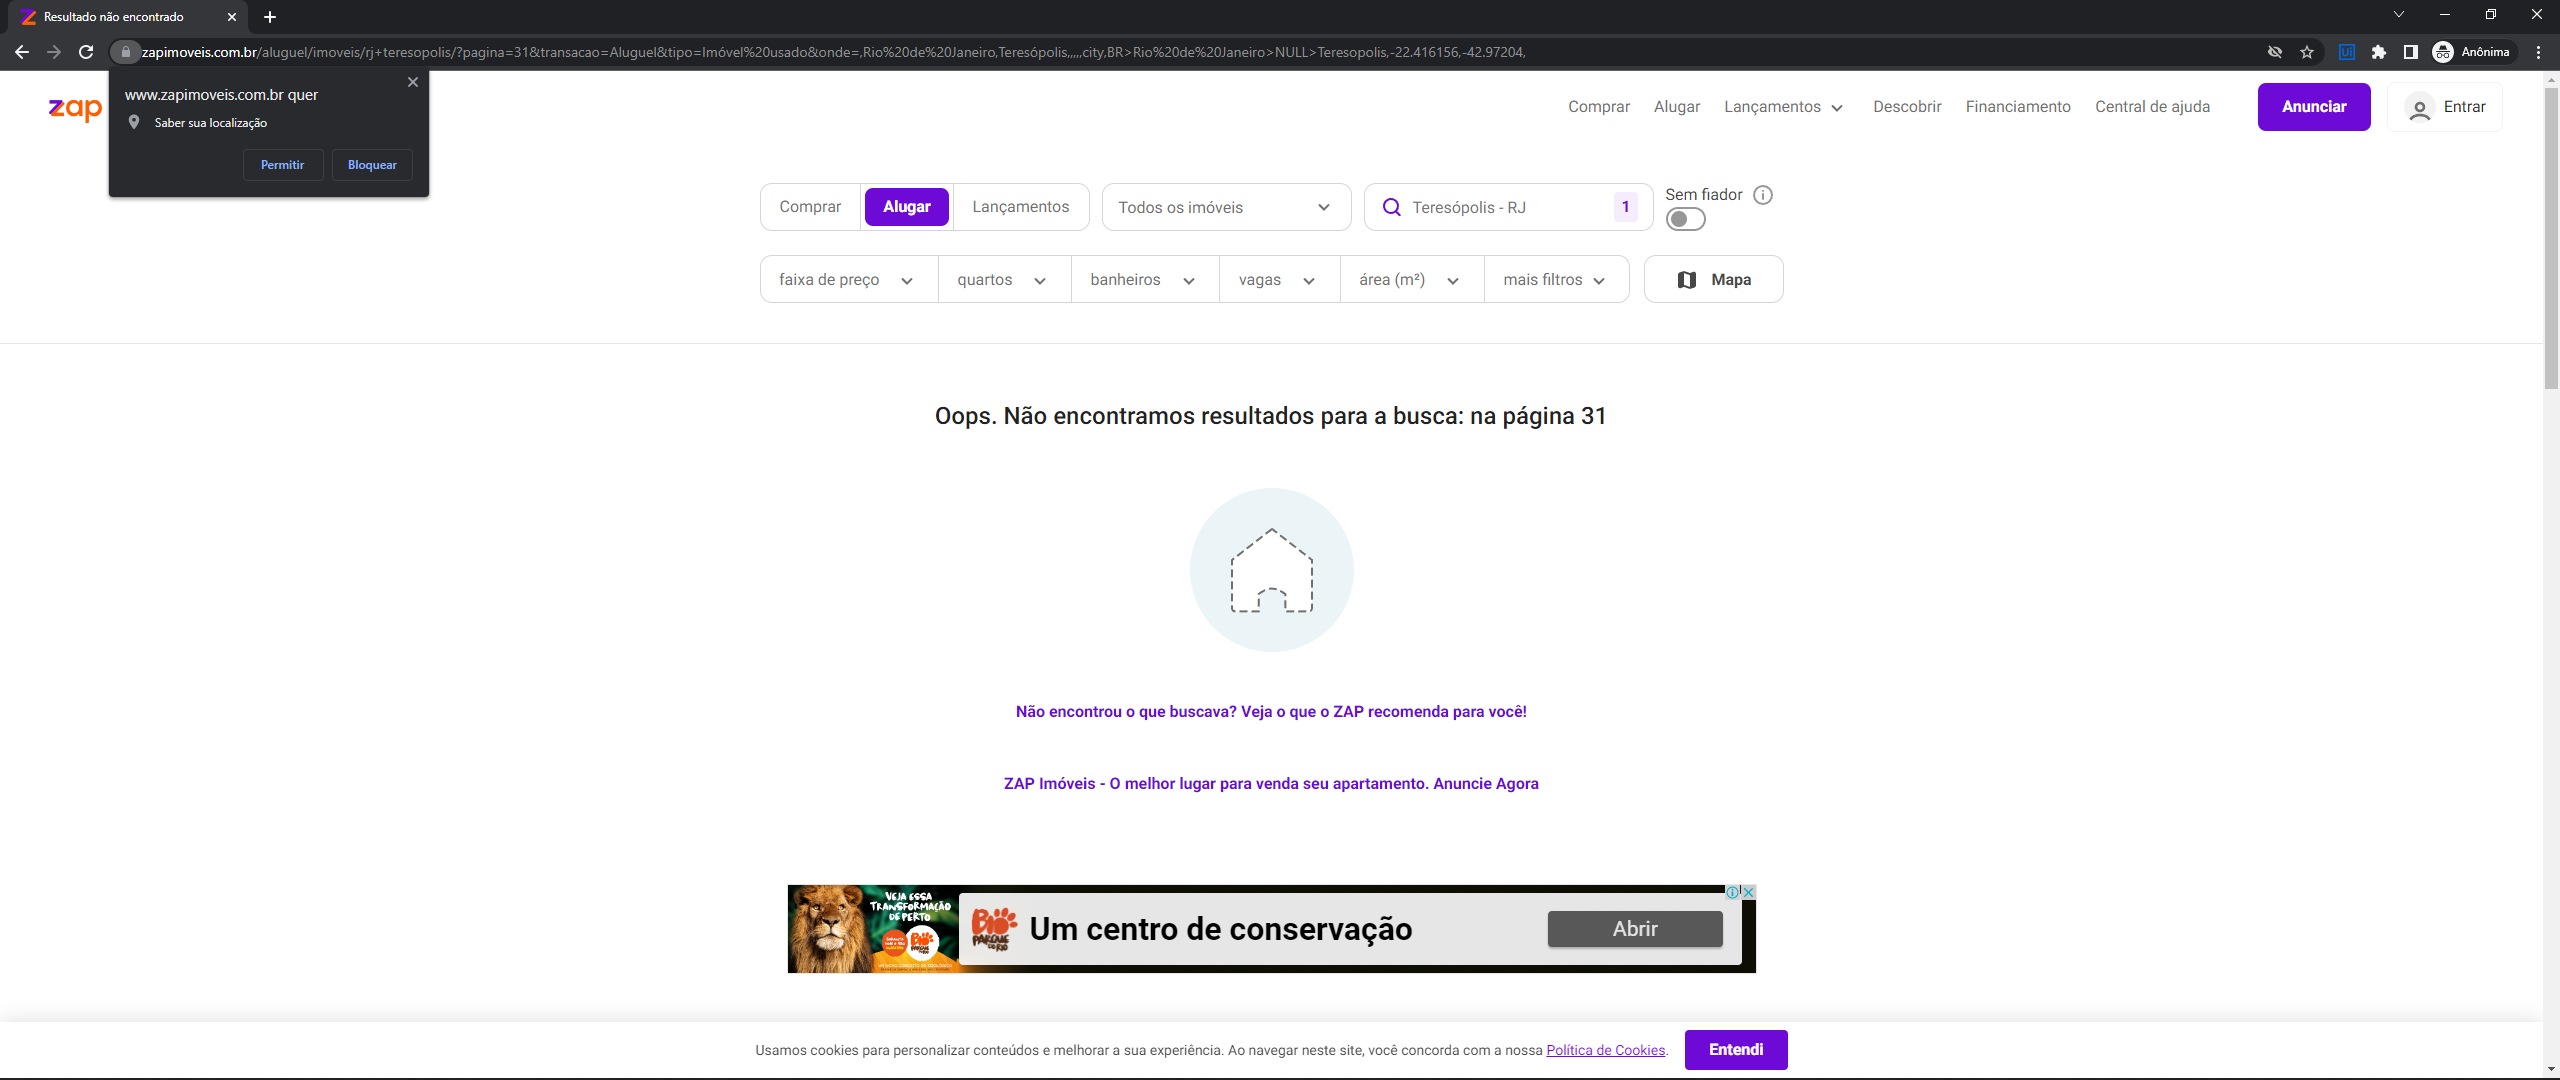 Resultado não encontrado
zapimoveis.com.br/aluguel/imoveis/rj+teresopolis/?pagina=31&transacao=Aluguel&tipo=Imóvel%20usado&onde=,Rio%20de%20Janeiro,Teresópolis,,,,,city,BR>Rio%20de%20Janeiro>NULL>Teresopolis,-22.416156,-42.97204,
Anônima
www.zapimoveis.com.br quer
Saber sua localização
Permitir Bloquear
zap
Comprar Alugar Lançamentos Descobrir Financiamento Central de ajuda Anunciar Entrar
Comprar Alugar Lançamentos Todos os imóveis Teresópolis - RJ 1 Sem fiador
faixa de preço quartos banheiros vagas área (m²) mais filtros Mapa
Oops. Não encontramos resultados para a busca: na página 31
Não encontrou o que buscava? Veja o que o ZAP recomenda para você!
ZAP Imóveis - O melhor lugar para venda seu apartamento. Anuncie Agora
VEJA ESSA
TRANSFORMAÇÃO
DE PERTO
BIO
PARQUE
DO RIO
Um centro de conservação
Abrir
Usamos cookies para personalizar conteúdos e melhorar a sua experiência. Ao navegar neste site, você concorda com a nossa Política de Cookies.
Entendi